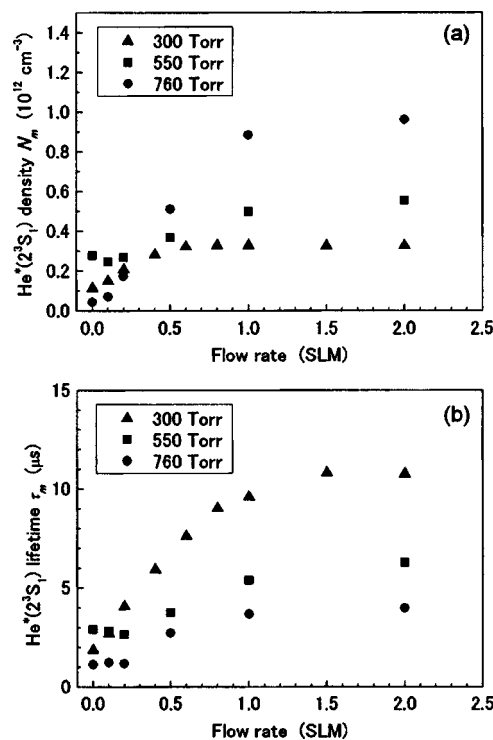 (a)
300 Torr
550 Torr
760 Torr
He*(2³S₁) density Nₘ (10¹² cm⁻³)
1.4
1.2
1.0
0.8
0.6
0.4
0.2
0.0
0.0 0.5 1.0 1.5 2.0 2.5
Flow rate (SLM)
(b)
300 Torr
550 Torr
760 Torr
He*(2³S₁) lifetime τₘ (μs)
15
10
5
0
0.0 0.5 1.0 1.5 2.0 2.5
Flow rate (SLM)